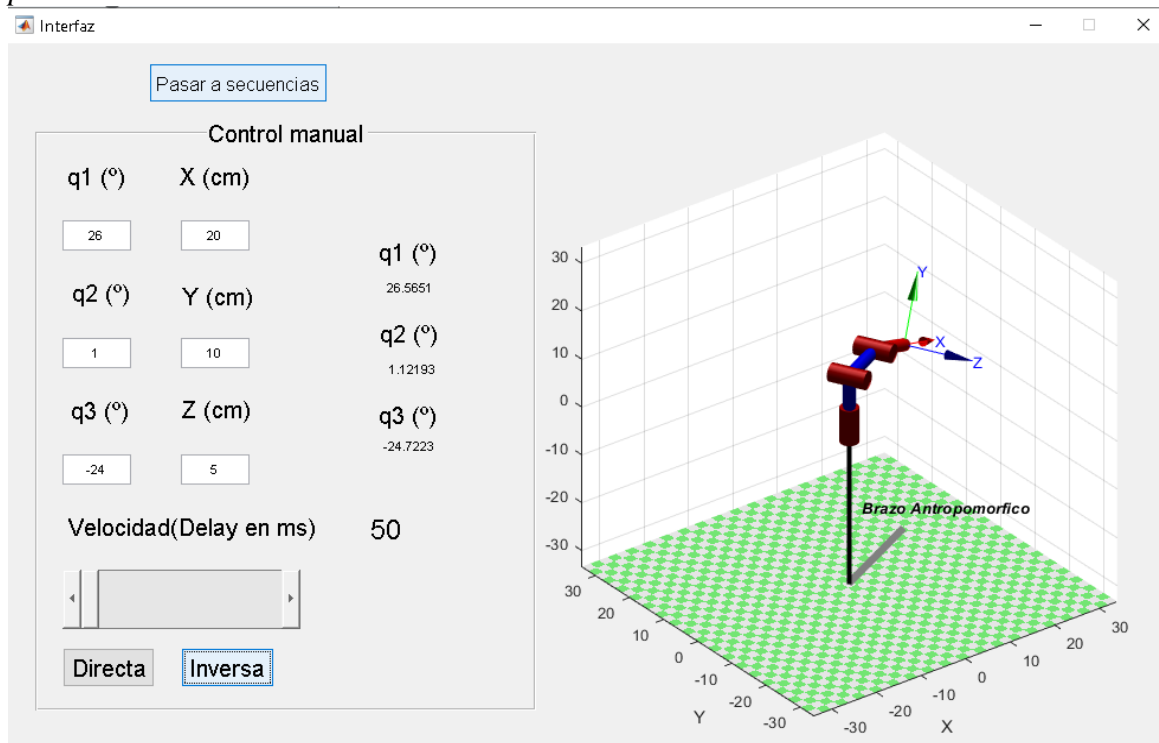 Interfaz
Pasar a secuencias
Control manual
q1 (º) X (cm)
26 20
q1 (º)
26.5651
q2 (º) Y (cm)
1 10
q2 (º)
1.12193
q3 (º) Z (cm)
-24 5
q3 (º)
-24.7223
Velocidad(Delay en ms) 50
Directa Inversa
30
20
10
0
-10
-20
-30
Y
X
Z
Brazo Antropomorfico
30
20
10
0
-10
-20
-30
Y
-30
-20
-10
0
10
20
30
X